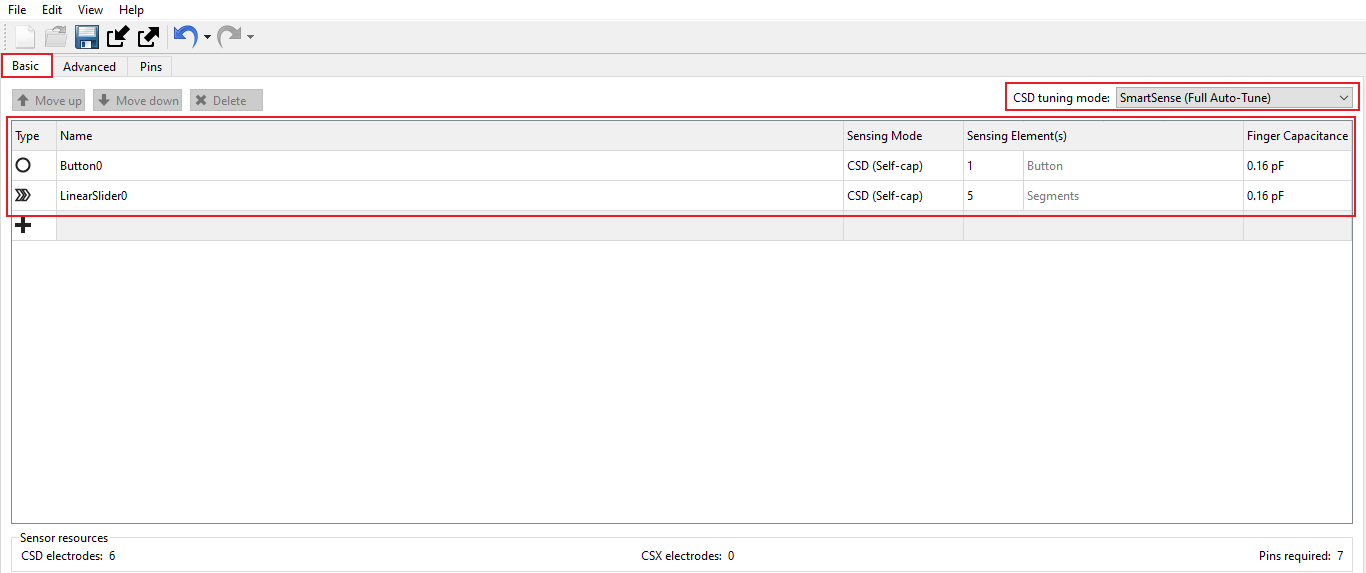 File Edit View Help
Basic Advanced Pins
Move up Move down Delete CSD tuning mode: SmartSense (Full Auto-Tune)
Type Name Sensing Mode Sensing Element(s) Finger Capacitance
Button0 CSD (Self-cap) 1 Button 0.16 pF
LinearSlider0 CSD (Self-cap) 5 Segments 0.16 pF
Sensor resources
CSD electrodes: 6 CSX electrodes: 0 Pins required: 7